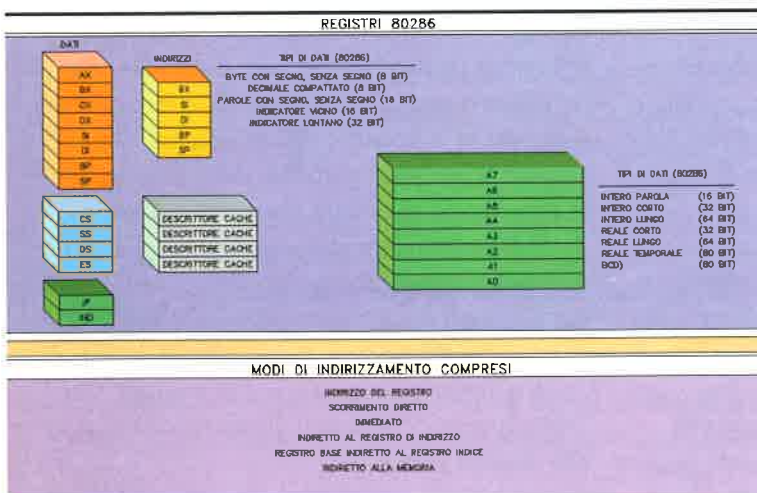 REGISTRI 80286
DATI
AX
BX
CX
DX
SI
DI
BP
SP
INDIRIZZI
BX
SI
DI
BP
SP
TIPI DI DATI (80286)
BYTE CON SEGNO, SENZA SEGNO (8 BIT)
DECIMALE COMPATTATO (8 BIT)
PAROLE CON SEGNO, SENZA SEGNO (16 BIT)
INDICATORE VICINO (16 BIT)
INDICATORE LONTANO (32 BIT)
CS
SS
DS
ES
DESCRITTORE CACHE
DESCRITTORE CACHE
DESCRITTORE CACHE
DESCRITTORE CACHE
IP
A7
A6
A5
A4
A3
A2
A1
A0
TIPI DI DATI (80286)
INTERO PAROLA (16 BIT)
INTERO CORTO (32 BIT)
INTERO LUNGO (64 BIT)
REALE CORTO (32 BIT)
REALE LUNGO (64 BIT)
REALE TEMPORALE (80 BIT)
BCD) (80 BIT)
MODI DI INDIRIZZAMENTO COMPRESI
INDIRIZZO DEL REGISTRO
SCORRIMENTO DIRETTO
IMMEDIATO
INDIRETTO AL REGISTRO DI INDIRIZZO
REGISTRO BASE INDIRETTO AL REGISTRO INDICE
INDIRETTO ALLA MEMORIA